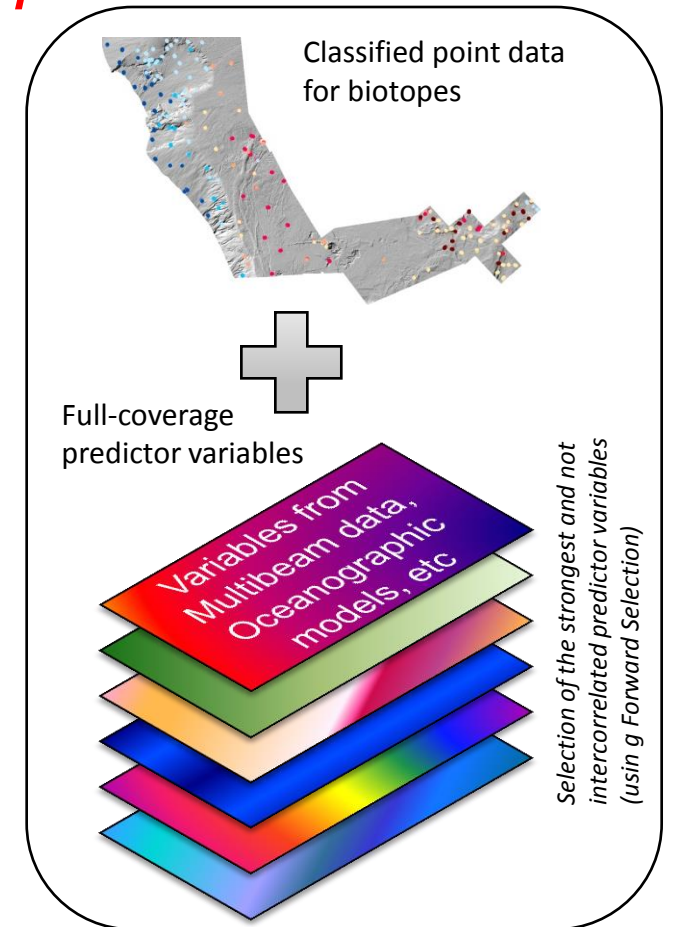 Classified point data
for biotopes
Full-coverage
predictor variables
Variables from
Multibeam data,
Oceanographic
models, etc
Selection of the strongest and not
intercorrelated predictor variables
(usin g Forward Selection)